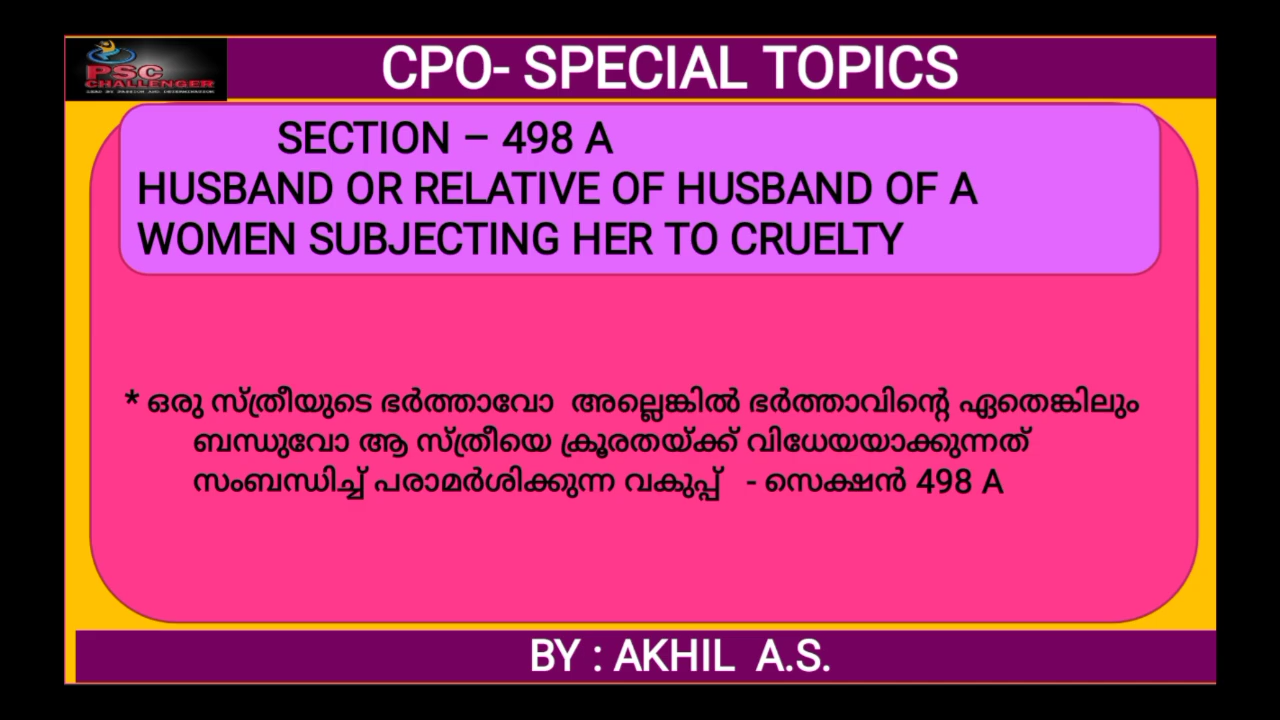 PSC
CHALLENGER
CPO- SPECIAL TOPICS
SECTION – 498 A
HUSBAND OR RELATIVE OF HUSBAND OF A
WOMEN SUBJECTING HER TO CRUELTY
* ഒരു സ്ത്രീയുടെ ഭർത്താവോ അല്ലെങ്കിൽ ഭർത്താവിന്റെ ഏതെങ്കിലും
ബന്ധുവോ ആ സ്ത്രീയെ ക്രൂരതയ്ക്ക് വിധേയയാക്കുന്നത്
സംബന്ധിച്ച് പരാമർശിക്കുന്ന വകുപ്പ് - സെക്ഷൻ 498 A
BY : AKHIL A.S.